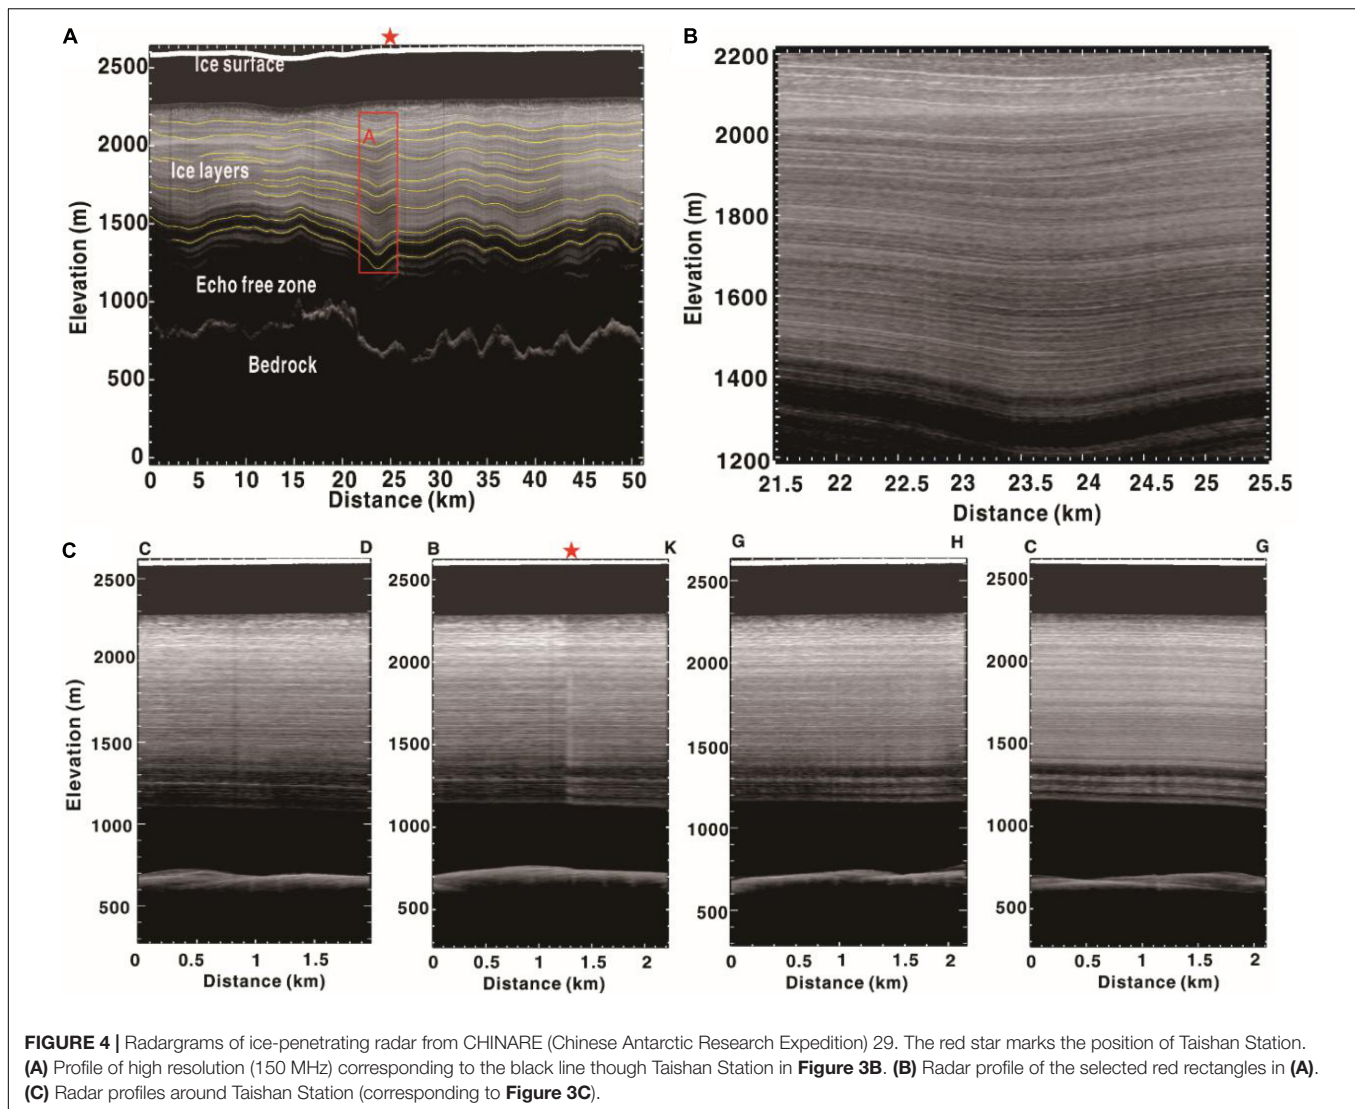 A
2500
2000
1500
1000
500
0
Elevation (m)
Ice surface
A
Ice layers
Echo free zone
Bedrock
0 5 10 15 20 25 30 35 40 45 50
Distance (km)
B
2200
2000
1800
1600
1400
1200
Elevation (m)
21.5 22 22.5 23 23.5 24 24.5 25 25.5
Distance (km)
C
C D
2500
2000
1500
1000
500
Elevation (m)
0 0.5 1 1.5
Distance (km)
B K
2500
2000
1500
1000
500
0 0.5 1 1.5 2
Distance (km)
G H
2500
2000
1500
1000
500
0 0.5 1 1.5 2
Distance (km)
C G
2500
2000
1500
1000
500
0 0.5 1 1.5 2
Distance (km)
FIGURE 4 | Radargrams of ice-penetrating radar from CHINARE (Chinese Antarctic Research Expedition) 29. The red star marks the position of Taishan Station.
(A) Profile of high resolution (150 MHz) corresponding to the black line though Taishan Station in Figure 3B. (B) Radar profile of the selected red rectangles in (A).
(C) Radar profiles around Taishan Station (corresponding to Figure 3C).